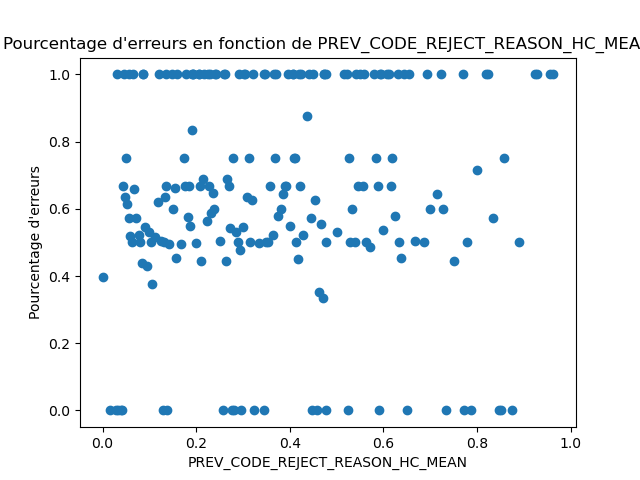 Pourcentage d'erreurs en fonction de PREV_CODE_REJECT_REASON_HC_MEA
1.0
0.8
0.6
0.4
0.2
0.0
Pourcentage d'erreurs
0.0 0.2 0.4 0.6 0.8 1.0
PREV_CODE_REJECT_REASON_HC_MEAN